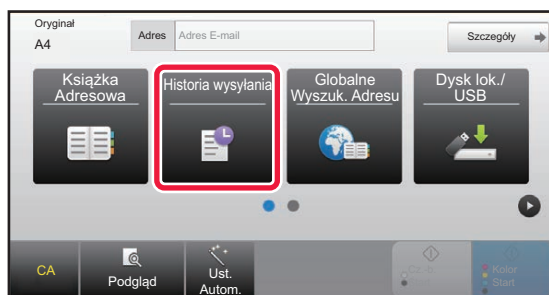 Oryginał
A4
Adres
Adres E-mail
Szczegóły
Książka
Adresowa
Historia wysyłania
Globalne
Wyszuk. Adresu
Dysk lok./
USB
CA
Podgląd
Ust.
Autom.
Kolor
Start